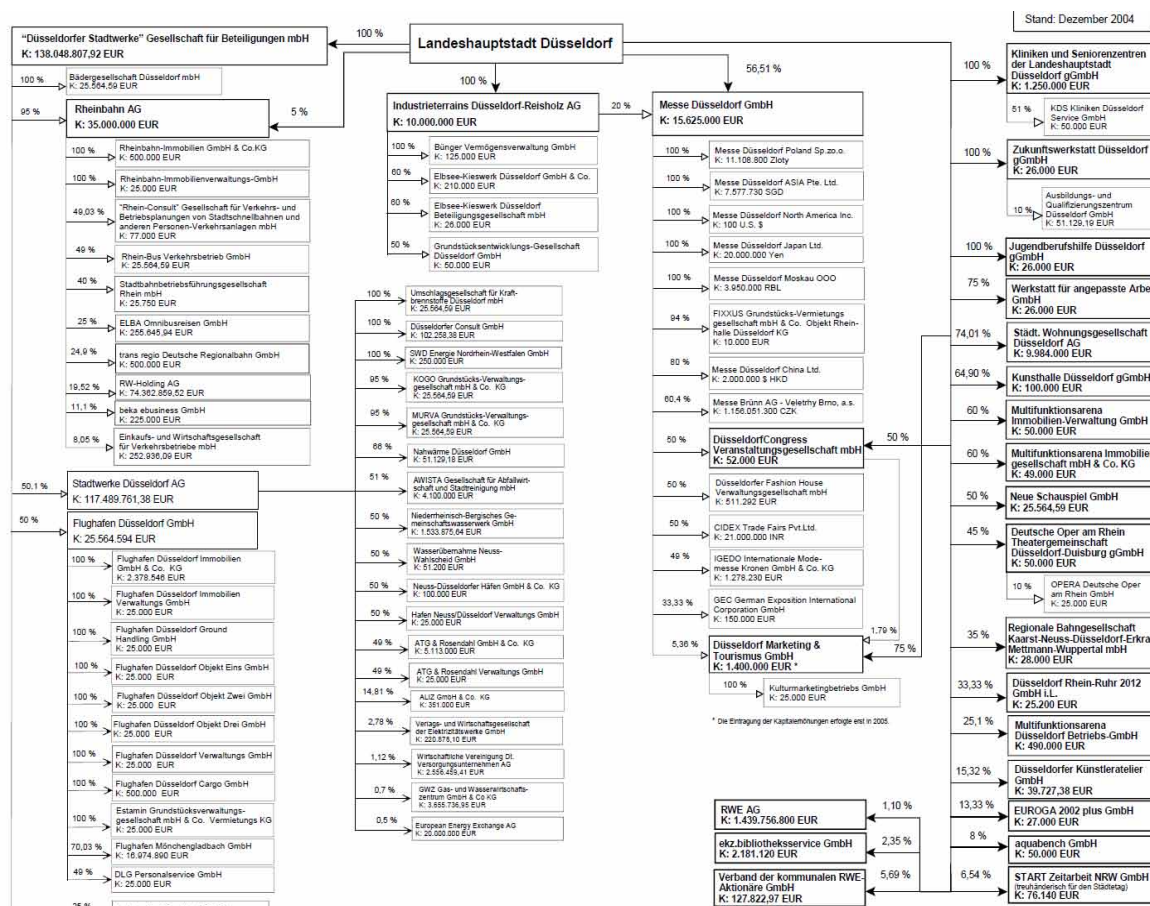 Stand: Dezember 2004
Landeshauptstadt Düsseldorf
100 %
"Düsseldorfer Stadtwerke" Gesellschaft für Beteiligungen mbH
K: 138.048.807,92 EUR
100 %
Bädergesellschaft Düsseldorf mbH
K: 25.564,59 EUR
95 %
Rheinbahn AG
K: 35.000.000 EUR
5 %
100 %
Rheinbahn-Immobilien GmbH & Co.KG
K: 500.000 EUR
100 %
Rheinbahn-Immobilienverwaltungs-GmbH
K: 25.000 EUR
49,03 %
"Rhein-Consult" Gesellschaft für Verkehrs- und
Betriebsplanungen von Stadtschnellbahnen und
anderen Personen-Verkehrsanlagen mbH
K: 77.000 EUR
49 %
Rhein-Bus Verkehrsbetrieb GmbH
K: 25.564,59 EUR
40 %
Stadtbahnbetriebsführungsgesellschaft
Rhein mbH
K: 25.750 EUR
25 %
ELBA Omnibusreisen GmbH
K: 255.645,94 EUR
24,9 %
trans regio Deutsche Regionalbahn GmbH
K: 500.000 EUR
19,52 %
RW-Holding AG
K: 74.362.859,52 EUR
11,1 %
beka ebusiness GmbH
K: 225.000 EUR
8,05 %
Einkaufs- und Wirtschaftsgesellschaft
für Verkehrsbetriebe mbH
K: 252.936,09 EUR
50,1 %
Stadtwerke Düsseldorf AG
K: 117.489.761,38 EUR
50 %
Flughafen Düsseldorf GmbH
K: 25.564.594 EUR
100 %
Flughafen Düsseldorf Immobilien
GmbH & Co. KG
K: 2.378.546 EUR
100 %
Flughafen Düsseldorf Immobilien
Verwaltungs GmbH
K: 25.000 EUR
100 %
Flughafen Düsseldorf Ground
Handling GmbH
K: 25.000 EUR
100 %
Flughafen Düsseldorf Objekt Eins GmbH
K: 25.000 EUR
100 %
Flughafen Düsseldorf Objekt Zwei GmbH
K: 25.000 EUR
100 %
Flughafen Düsseldorf Objekt Drei GmbH
K: 25.000 EUR
100 %
Flughafen Düsseldorf Verwaltungs GmbH
K: 25.000 EUR
100 %
Flughafen Düsseldorf Cargo GmbH
K: 500.000 EUR
100 %
Estamin Grundstücksverwaltungs-
gesellschaft mbH & Co. Vermietungs KG
K: 25.000 EUR
70,03 %
Flughafen Mönchengladbach GmbH
K: 16.974.890 EUR
49 %
DLG Personalservice GmbH
K: 25.000 EUR
25 %
100 %
Industrieterrains Düsseldorf-Reisholz AG
K: 10.000.000 EUR
20 %
100 %
Bünger Vermögensverwaltung GmbH
K: 125.000 EUR
60 %
Elbsee-Kieswerk Düsseldorf GmbH & Co.
K: 210.000 EUR
60 %
Elbsee-Kieswerk Düsseldorf
Beteiligungsgesellschaft mbH
K: 26.000 EUR
50 %
Grundstücksentwicklungs-Gesellschaft
Düsseldorf GmbH
K: 50.000 EUR
100 %
Umschlagsgesellschaft für Kraft-
brennstoffe Düsseldorf mbH
K: 25.564,59 EUR
100 %
Düsseldorfer Consult GmbH
K: 102.258,38 EUR
100 %
SWD Energie Nordrhein-Westfalen GmbH
K: 250.000 EUR
95 %
KOGO Grundstücks-Verwaltungs-
gesellschaft mbH & Co. KG
K: 25.564,59 EUR
95 %
MURVA Grundstücks-Verwaltungs-
gesellschaft mbH & Co. KG
K: 25.564,59 EUR
66 %
Nahwärme Düsseldorf GmbH
K: 51.129,18 EUR
51 %
AWISTA Gesellschaft für Abfallwirt-
schaft und Stadtreinigung mbH
K: 4.100.000 EUR
50 %
Niederrheinisch-Bergisches Ge-
meinschaftswasserwerk GmbH
K: 1.533.875,64 EUR
50 %
Wasserübernahme Neuss-
Wahlscheid GmbH
K: 51.200 EUR
50 %
Neuss-Düsseldorfer Häfen GmbH & Co. KG
K: 100.000 EUR
50 %
Hafen Neuss/Düsseldorf Verwaltungs GmbH
K: 25.000 EUR
49 %
ATG & Rosendahl GmbH & Co. KG
K: 5.113.000 EUR
49 %
ATG & Rosendahl Verwaltungs GmbH
K: 25.000 EUR
14,81 %
ALIZ GmbH & Co. KG
K: 351.000 EUR
2,78 %
Verlags- und Wirtschaftsgesellschaft
der Elektrizitätswerke GmbH
K: 220.878,10 EUR
1,12 %
Wirtschaftliche Vereinigung Dt.
Versorgungsunternehmen AG
K: 2.556.459,41 EUR
0,7 %
GWZ Gas- und Wasserwirtschafts-
zentrum GmbH & Co KG
K: 3.655.736,95 EUR
0,5 %
European Energy Exchange AG
K: 20.000.000 EUR
56,51 %
Messe Düsseldorf GmbH
K: 15.625.000 EUR
100 %
Messe Düsseldorf Poland Sp.zo.o.
K: 11.108.800 Zloty
100 %
Messe Düsseldorf ASIA Pte. Ltd.
K: 7.577.730 SGD
100 %
Messe Düsseldorf North America Inc.
K: 100 U.S. $
100 %
Messe Düsseldorf Japan Ltd.
K: 20.000.000 Yen
100 %
Messe Düsseldorf Moskau OOO
K: 3.950.000 RBL
94 %
FIXXUS Grundstücks-Vermietungs
gesellschaft mbH & Co. Objekt Rhein-
halle Düsseldorf KG
K: 10.000 EUR
80 %
Messe Düsseldorf China Ltd.
K: 2.000.000 $ HKD
60,4 %
Messe Brünn AG - Veletrhy Brno, a.s.
K: 1.156.051.300 CZK
50 %
DüsseldorfCongress
Veranstaltungsgesellschaft mbH
K: 52.000 EUR
50 %
50 %
Düsseldorfer Fashion House
Verwaltungsgesellschaft mbH
K: 511.292 EUR
50 %
CIDEX Trade Fairs Pvt.Ltd.
K: 21.000.000 INR
49 %
IGEDO Internationale Mode-
messe Kronen GmbH & Co. KG
K: 1.278.230 EUR
33,33 %
GEC German Exposition International
Corporation GmbH
K: 150.000 EUR
1,79 %
5,36 %
Düsseldorf Marketing &
Tourismus GmbH
K: 1.400.000 EUR *
75 %
100 %
Kulturmarketingbetriebs GmbH
K: 25.000 EUR
* Die Eintragung der Kapitalerhöhungen erfolgte erst in 2005.
RWE AG
K: 1.439.756.800 EUR
1,10 %
ekz.bibliotheksservice GmbH
K: 2.181.120 EUR
2,35 %
Verband der kommunalen RWE-
Aktionäre GmbH
K: 127.822,97 EUR
5,69 %
100 %
Kliniken und Seniorenzentren
der Landeshauptstadt
Düsseldorf gGmbH
K: 1.250.000 EUR
51 %
KDS Kliniken Düsseldorf
Service GmbH
K: 50.000 EUR
100 %
Zukunftswerkstatt Düsseldorf
gGmbH
K: 26.000 EUR
10 %
Ausbildungs- und
Qualifizierungszentrum
Düsseldorf GmbH
K: 51.129,19 EUR
100 %
Jugendberufshilfe Düsseldorf
gGmbH
K: 26.000 EUR
75 %
Werkstatt für angepasste Arbe
GmbH
K: 26.000 EUR
74,01 %
Städt. Wohnungsgesellschaft
Düsseldorf AG
K: 9.984.000 EUR
64,90 %
Kunsthalle Düsseldorf gGmbH
K: 100.000 EUR
60 %
Multifunktionsarena
Immobilien-Verwaltung GmbH
K: 50.000 EUR
60 %
Multifunktionsarena Immobilie
gesellschaft mbH & Co. KG
K: 49.000 EUR
50 %
Neue Schauspiel GmbH
K: 25.564,59 EUR
45 %
Deutsche Oper am Rhein
Theatergemeinschaft
Düsseldorf-Duisburg gGmbH
K: 50.000 EUR
10 %
OPERA Deutsche Oper
am Rhein GmbH
K: 25.000 EUR
35 %
Regionale Bahngesellschaft
Kaarst-Neuss-Düsseldorf-Erkra
Mettmann-Wuppertal mbH
K: 28.000 EUR
33,33 %
Düsseldorf Rhein-Ruhr 2012
GmbH i.L.
K: 25.200 EUR
25,1 %
Multifunktionsarena
Düsseldorf Betriebs-GmbH
K: 490.000 EUR
15,32 %
Düsseldorfer Künstleratelier
GmbH
K: 39.727,38 EUR
13,33 %
EUROGA 2002 plus GmbH
K: 27.000 EUR
8 %
aquabench GmbH
K: 50.000 EUR
6,54 %
START Zeitarbeit NRW GmbH
(treuhänderisch für den Städtetag)
K: 76.140 EUR